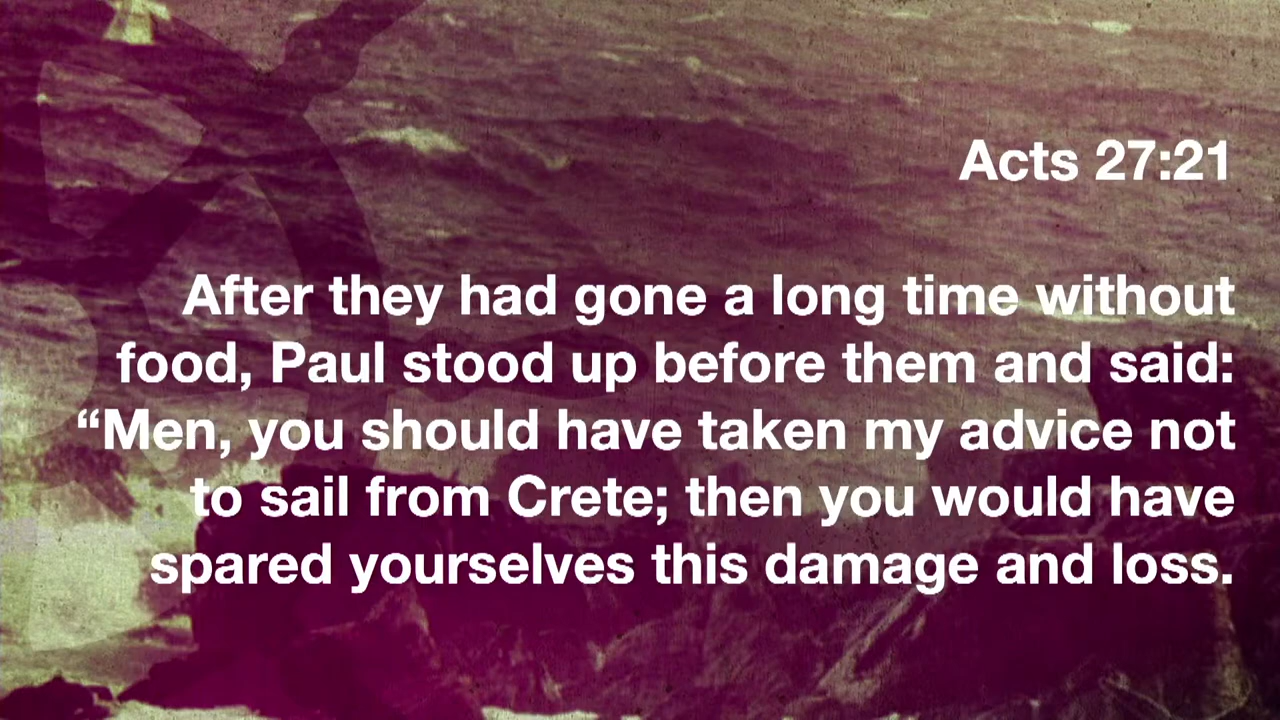 Acts 27:21
After they had gone a long time without
food, Paul stood up before them and said:
“Men, you should have taken my advice not
to sail from Crete; then you would have
spared yourselves this damage and loss.